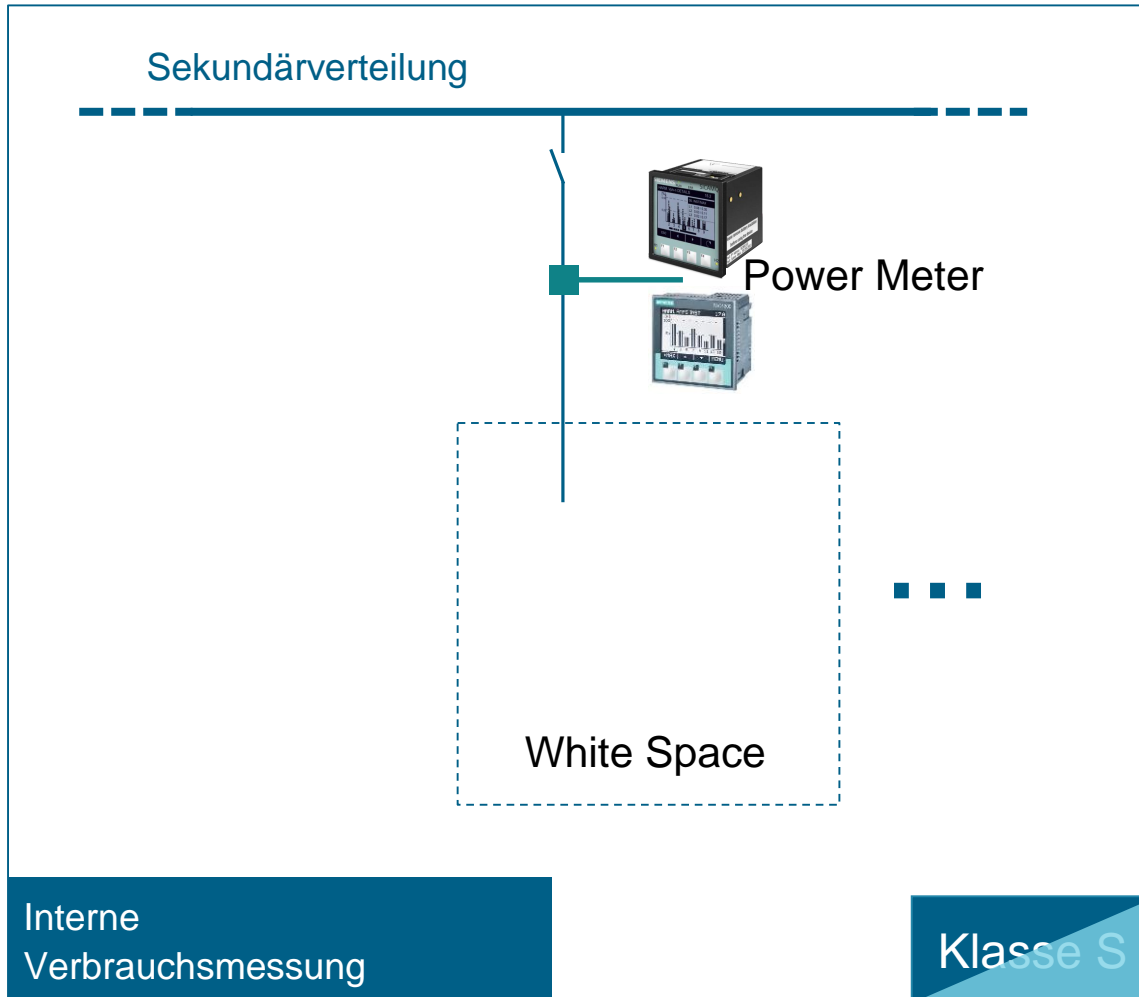 Sekundärverteilung
Power Meter
White Space
Interne
Verbrauchsmessung
Klasse S